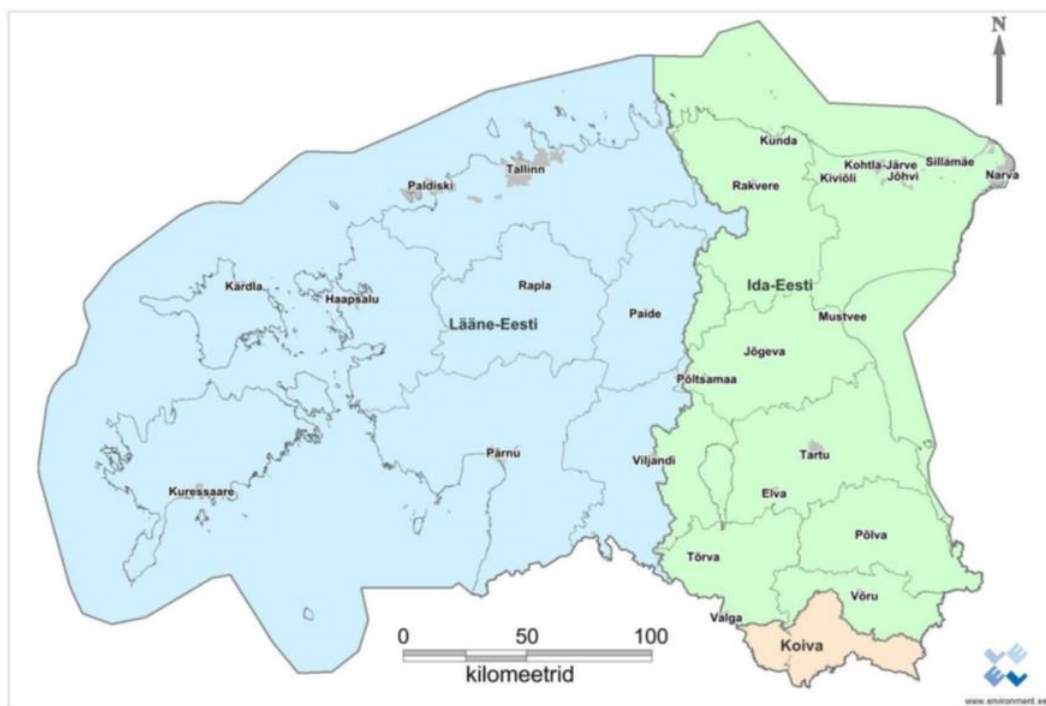 N
Kunda
Kohtla-Järve
Sillämäe
Tallinn
Kiviõli
Jõhvi
Narva
Paldiski
Rakvere
Kärdla
Rapla
Ida-Eesti
Haapsalu
Paide
Mustvee
Lääne-Eesti
Jõgeva
Põltsamaa
Pärnu
Viljandi
Tartu
Kuressaare
Elva
Põlva
Tõrva
Võru
Valga
Koiva
0 50 100
kilomeetrid
www.environment.ee